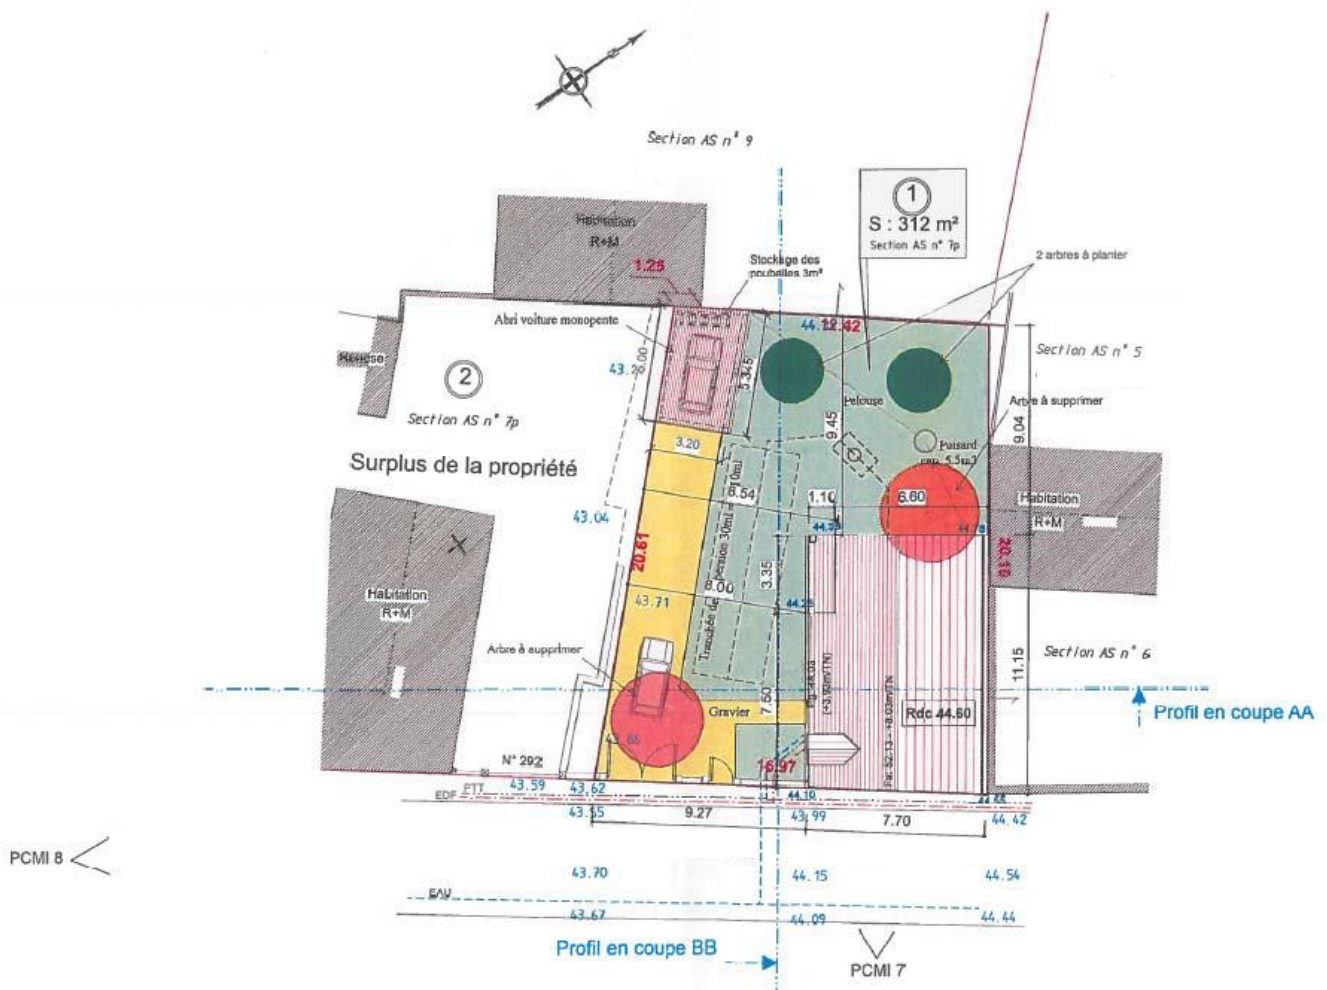 Section AS n° 9
1
S : 312 m²
Section AS n° 7p
Habitation
R+M
1.25
Stockage des
poubelles 3m²
2 arbres à planter
Abri voiture monopente
43.20
2
Section AS n° 7p
Surplus de la propriété
5.345
Pelouse
Section AS n° 5
Arbre à supprimer
9.04
9.45
Puisard
3.20
8.54
1.10
6.60
Habitation
R+M
43.04
20.61
20.10
3.35
8.00
43.71
Habitation
R+M
Arbre à supprimer
Section AS n° 6
11.15
7.50
Gravier
Rdc 44.60
Profil en coupe AA
N° 292
16.97
PTT
43.59
43.62
44.10
EDF
43.55
9.27
43.99
7.70
44.42
PCMI 8
43.70
44.15
44.54
EAU
43.67
44.09
44.44
Profil en coupe BB
PCMI 7